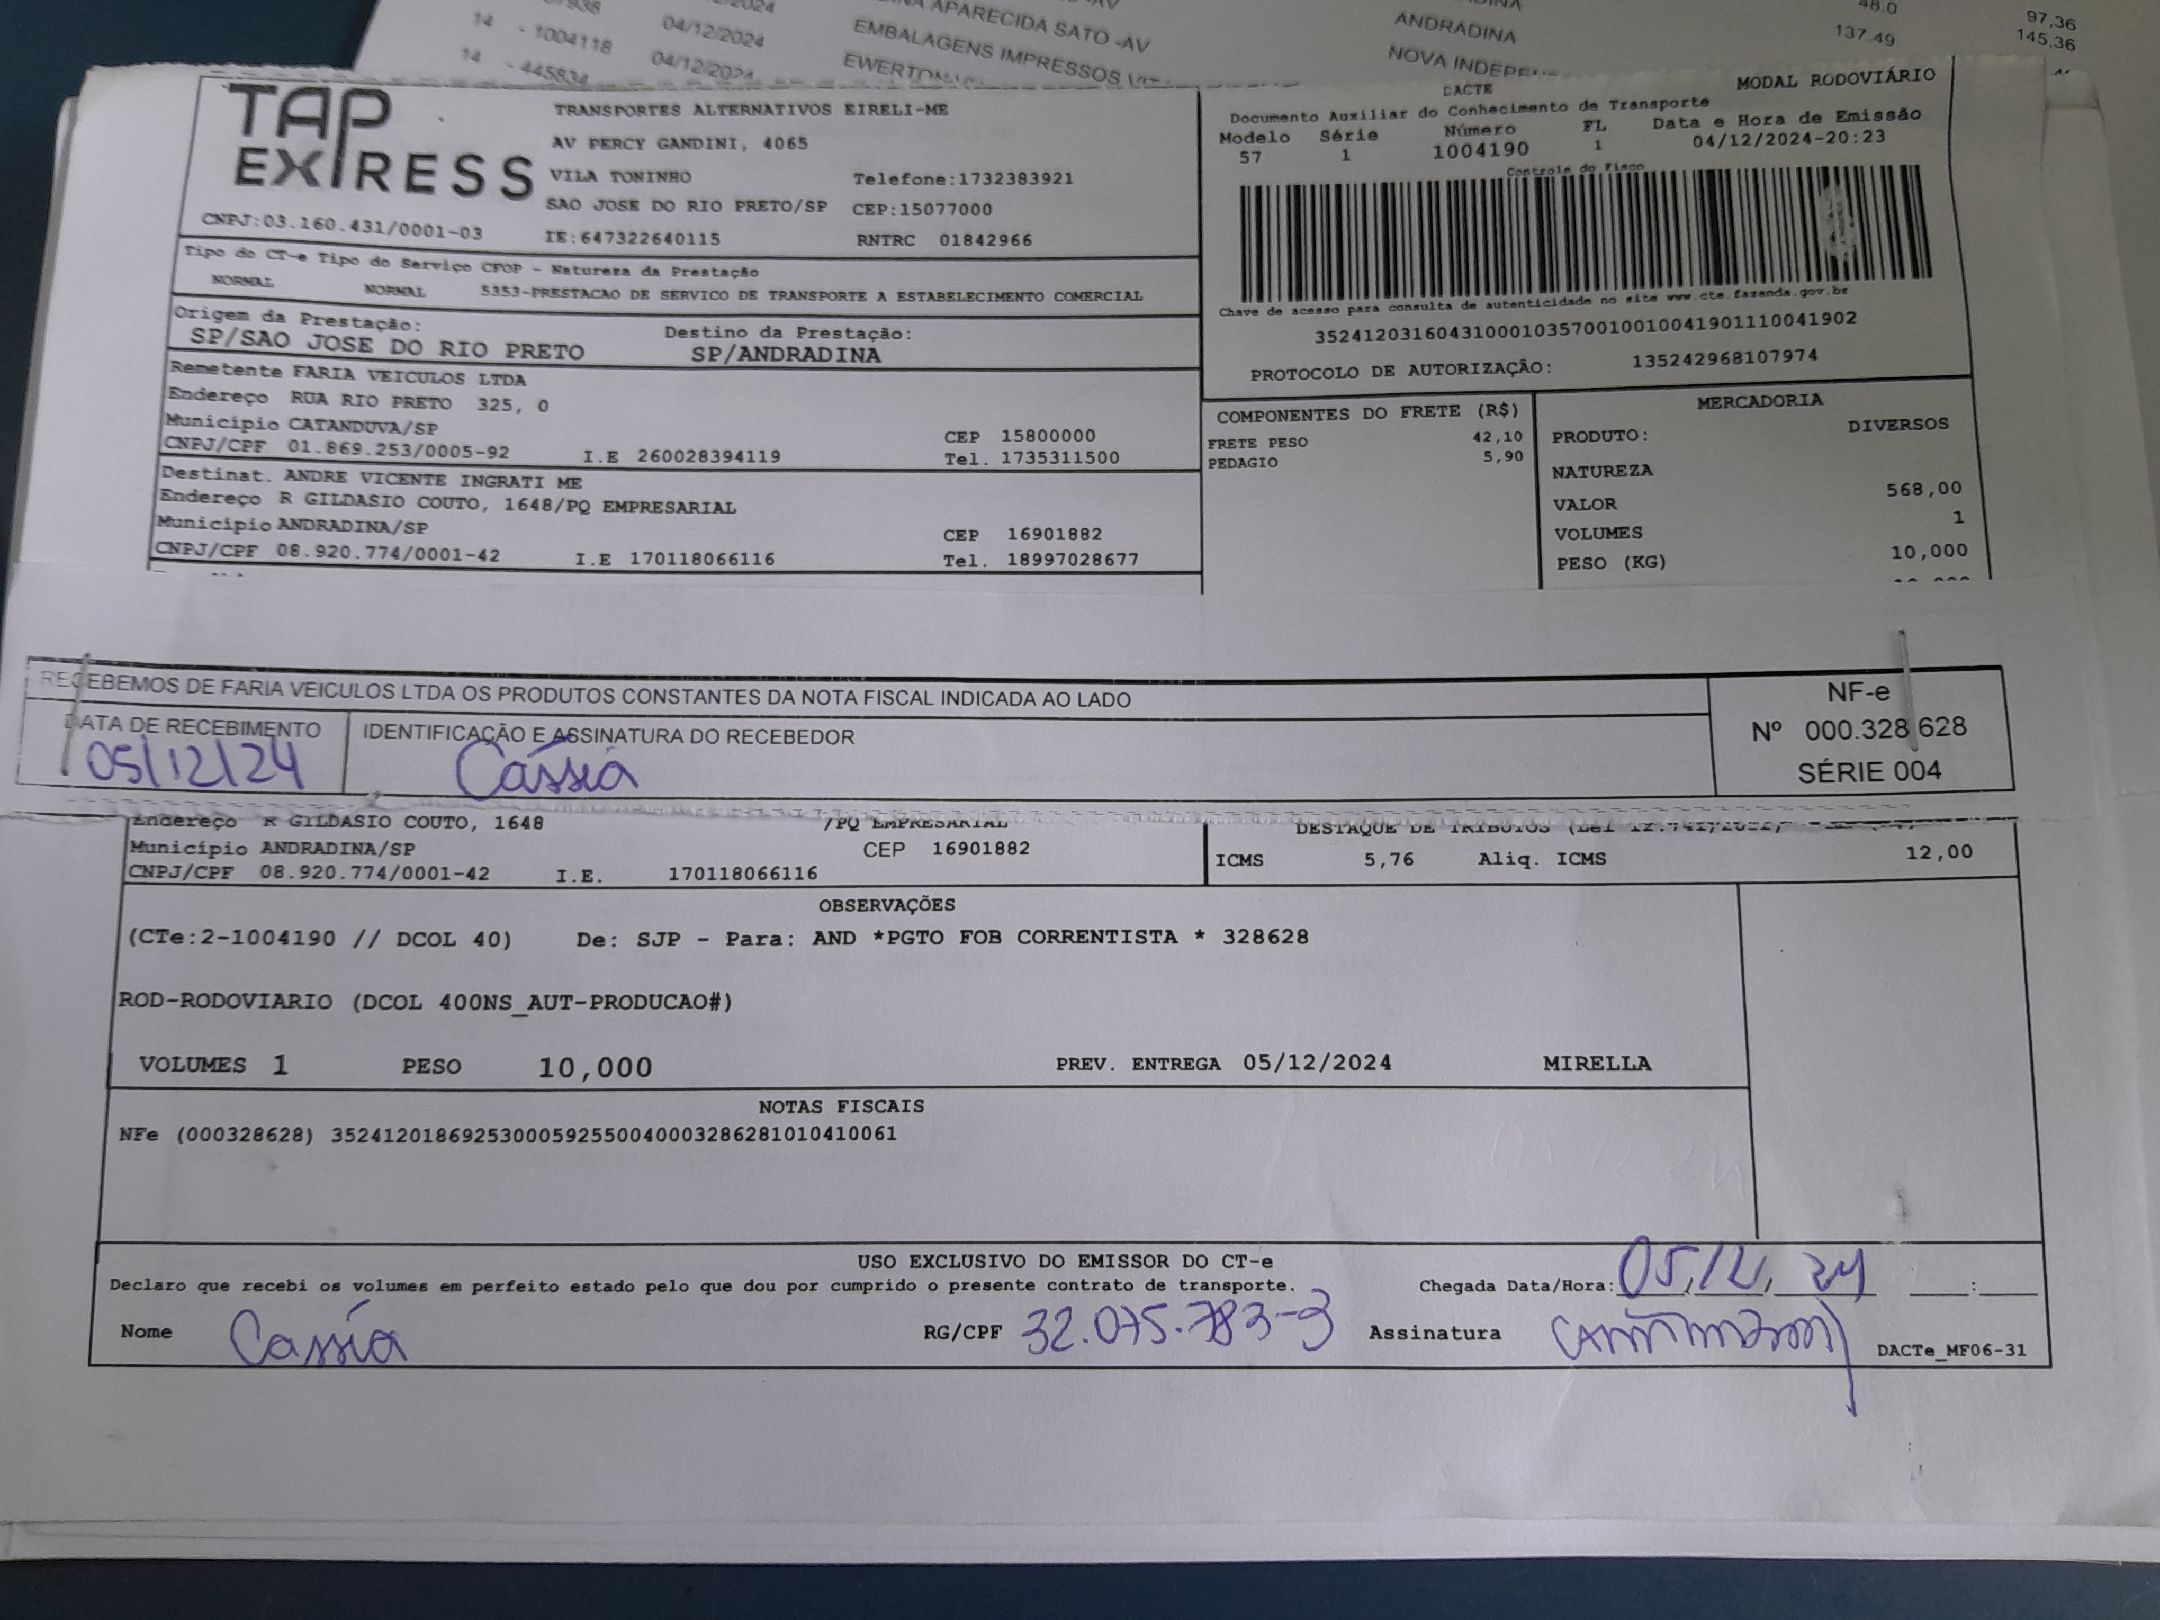 04/12/2024
14 - 1004118 04/12/2024 APARECIDA SATO -AV ANDRADINA 48.0 97,36
14 - 445834 04/12/2024 EMBALAGENS IMPRESSOS NOVA 137.49 145,36
TAP EXPRESS
TRANSPORTES ALTERNATIVOS EIRELI-ME
AV PERCY GANDINI, 4065
VILA TONINHO Telefone:1732383921
SAO JOSE DO RIO PRETO/SP CEP:15077000
CNPJ:03.160.431/0001-03 IE:647322640115 RNTRC 01842966
DACTE MODAL RODOVIÁRIO
Documento Auxiliar do Conhecimento de Transporte
Modelo Série Número FL Data e Hora de Emissão
57 1 1004190 1 04/12/2024-20:23
Controle do Fisco
Chave de acesso para consulta de autenticidade no site www.cte.fazenda.gov.br
35241203160431000103570010010041901110041902
PROTOCOLO DE AUTORIZAÇÃO: 135242968107974
Tipo do CT-e Tipo do Serviço CFOP - Natureza da Prestação
NORMAL NORMAL 5353-PRESTACAO DE SERVICO DE TRANSPORTE A ESTABELECIMENTO COMERCIAL
Origem da Prestação: Destino da Prestação:
SP/SAO JOSE DO RIO PRETO SP/ANDRADINA
Remetente FARIA VEICULOS LTDA
Endereço RUA RIO PRETO 325, 0
Município CATANDUVA/SP CEP 15800000
CNPJ/CPF 01.869.253/0005-92 I.E 260028394119 Tel. 1735311500
Destinat. ANDRE VICENTE INGRATI ME
Endereço R GILDASIO COUTO, 1648/PQ EMPRESARIAL
Município ANDRADINA/SP CEP 16901882
CNPJ/CPF 08.920.774/0001-42 I.E 170118066116 Tel. 18997028677
COMPONENTES DO FRETE (R$)
FRETE PESO 42,10
PEDAGIO 5,90
MERCADORIA
PRODUTO: DIVERSOS
NATUREZA
VALOR 568,00
VOLUMES 1
PESO (KG) 10,000
RECEBEMOS DE FARIA VEICULOS LTDA OS PRODUTOS CONSTANTES DA NOTA FISCAL INDICADA AO LADO
DATA DE RECEBIMENTO IDENTIFICAÇÃO E ASSINATURA DO RECEBEDOR
05/12/24 Cássia
NF-e
Nº 000.328.628
SÉRIE 004
Endereço R GILDASIO COUTO, 1648 /PQ EMPRESARIAL
Município ANDRADINA/SP CEP 16901882
CNPJ/CPF 08.920.774/0001-42 I.E. 170118066116
DESTAQUE DE TRIBUTOS
ICMS 5,76 Aliq. ICMS 12,00
OBSERVAÇÕES
(CTe:2-1004190 // DCOL 40) De: SJP - Para: AND *PGTO FOB CORRENTISTA * 328628
ROD-RODOVIARIO (DCOL 400NS_AUT-PRODUCAO#)
VOLUMES 1 PESO 10,000 PREV. ENTREGA 05/12/2024 MIRELLA
NOTAS FISCAIS
NFe (000328628) 35241201869253000592550040003286281010410061
USO EXCLUSIVO DO EMISSOR DO CT-e
Declaro que recebi os volumes em perfeito estado pelo que dou por cumprido o presente contrato de transporte. Chegada Data/Hora: 05/12/24 :
Nome Cassia RG/CPF 32.075.783-3 Assinatura DACTe_MF06-31